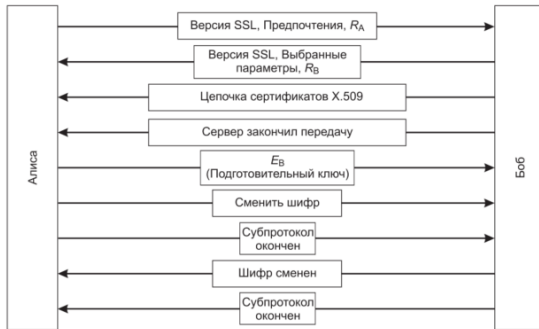 Версия SSL, Предпочтения, RA
Версия SSL, Выбранные
параметры, RB
Цепочка сертификатов X.509
Сервер закончил передачу
EB
(Подготовительный ключ)
Сменить шифр
Субпротокол
окончен
Шифр сменен
Субпротокол
окончен
Алиса
Боб